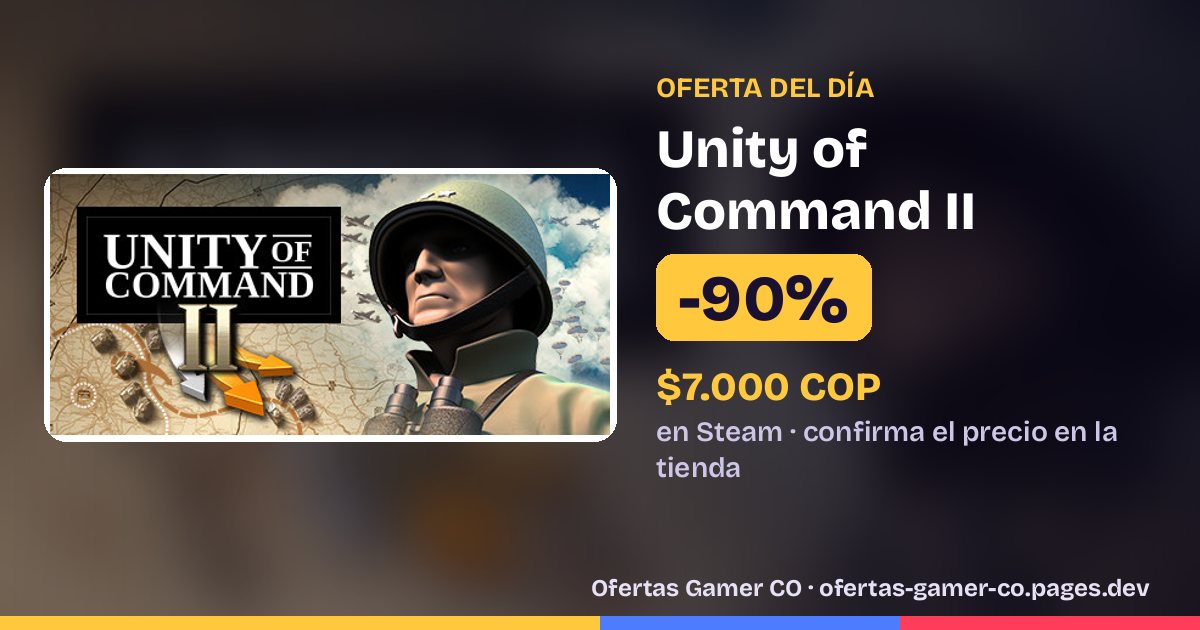 UNITY OF
COMMAND
II
OFERTA DEL DÍA
Unity of
Command II
-90%
$7.000 COP
en Steam · confirma el precio en la
tienda
Ofertas Gamer CO · ofertas-gamer-co.pages.dev